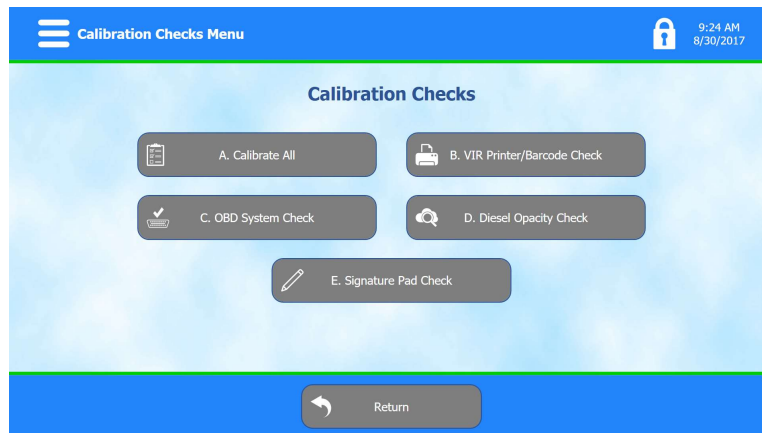 Calibration Checks Menu
9:24 AM
8/30/2017
Calibration Checks
A. Calibrate All
B. VIR Printer/Barcode Check
C. OBD System Check
D. Diesel Opacity Check
E. Signature Pad Check
Return